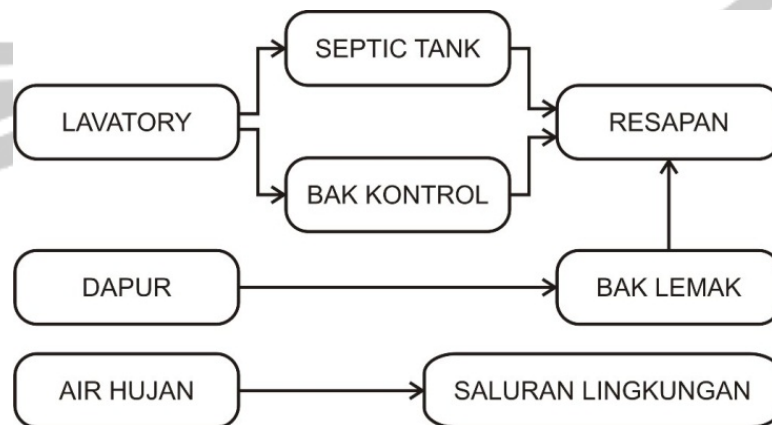 SEPTIC TANK
LAVATORY
RESAPAN
BAK KONTROL
DAPUR
BAK LEMAK
AIR HUJAN
SALURAN LINGKUNGAN